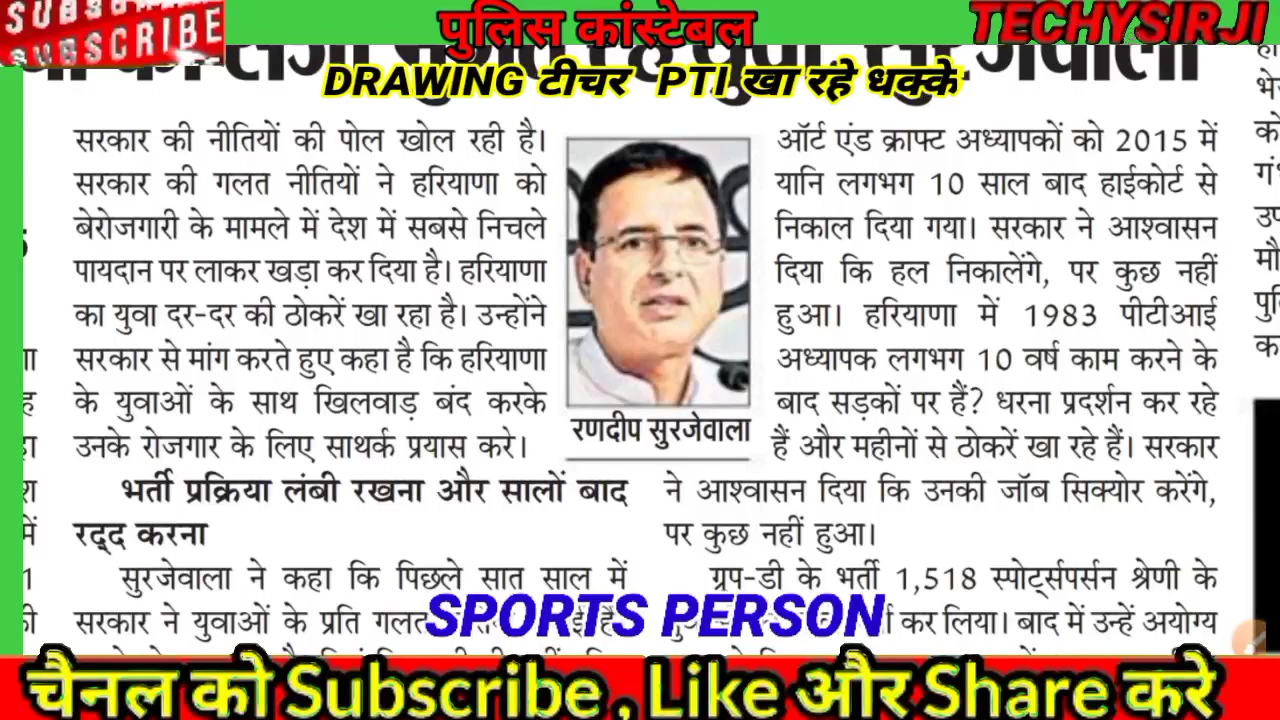 SUBSCRIBE
SUBSCRIBE
पुलिस कांस्टेबल
TECHYSIRJI
सुरजेवाला
DRAWING टीचर PTI खा रहे धक्के
सरकार की नीतियों की पोल खोल रही है।
सरकार की गलत नीतियों ने हरियाणा को
बेरोजगारी के मामले में देश में सबसे निचले
पायदान पर लाकर खड़ा कर दिया है। हरियाणा
का युवा दर-दर की ठोकरें खा रहा है। उन्होंने
सरकार से मांग करते हुए कहा है कि हरियाणा
के युवाओं के साथ खिलवाड़ बंद करके
उनके रोजगार के लिए साथर्क प्रयास करे।
भर्ती प्रक्रिया लंबी रखना और सालों बाद
रद्द करना
सुरजेवाला ने कहा कि पिछले सात साल में
सरकार ने युवाओं के प्रति गलत
रणदीप सुरजेवाला
ऑर्ट एंड क्राफ्ट अध्यापकों को 2015 में
यानि लगभग 10 साल बाद हाईकोर्ट से
निकाल दिया गया। सरकार ने आश्वासन
दिया कि हल निकालेंगे, पर कुछ नहीं
हुआ। हरियाणा में 1983 पीटीआई
अध्यापक लगभग 10 वर्ष काम करने के
बाद सड़कों पर हैं? धरना प्रदर्शन कर रहे
हैं और महीनों से ठोकरें खा रहे हैं। सरकार
ने आश्वासन दिया कि उनकी जॉब सिक्योर करेंगे,
पर कुछ नहीं हुआ।
ग्रुप-डी के भर्ती 1,518 स्पोर्ट्सपर्सन श्रेणी के
कर लिया। बाद में उन्हें अयोग्य
SPORTS PERSON
चैनल को Subscribe , Like और Share करे